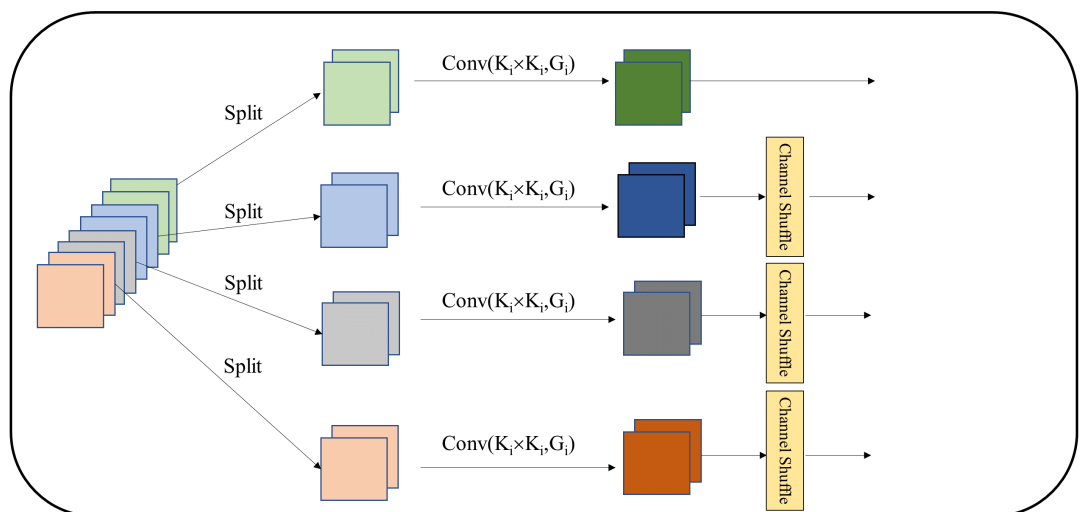 Conv(Kᵢ×Kᵢ,Gᵢ)
Split
Channel Shuffle
Conv(Kᵢ×Kᵢ,Gᵢ)
Split
Channel Shuffle
Conv(Kᵢ×Kᵢ,Gᵢ)
Split
Channel Shuffle
Conv(Kᵢ×Kᵢ,Gᵢ)
Split